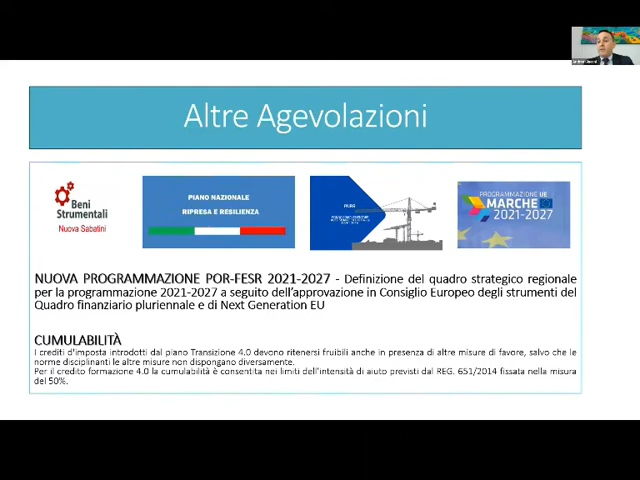 Altre Agevolazioni
Beni
Strumentali
Nuova Sabatini
PIANO NAZIONALE
RIPRESA E RESILIENZA
PROGRAMMAZIONE UE
MARCHE
2021-2027
NUOVA PROGRAMMAZIONE POR-FESR 2021-2027 - Definizione del quadro strategico regionale
per la programmazione 2021-2027 a seguito dell'approvazione in Consiglio Europeo degli strumenti del
Quadro finanziario pluriennale e di Next Generation EU
CUMULABILITÀ
I crediti d'imposta introdotti dal piano Transizione 4.0 devono ritenersi fruibili anche in presenza di altre misure di favore, salvo che le
norme disciplinanti le altre misure non dispongano diversamente.
Per il credito formazione 4.0 la cumulabilità è consentita nei limiti dell'intensità di aiuto previsti dal REG. 651/2014 fissata nella misura
del 50%.